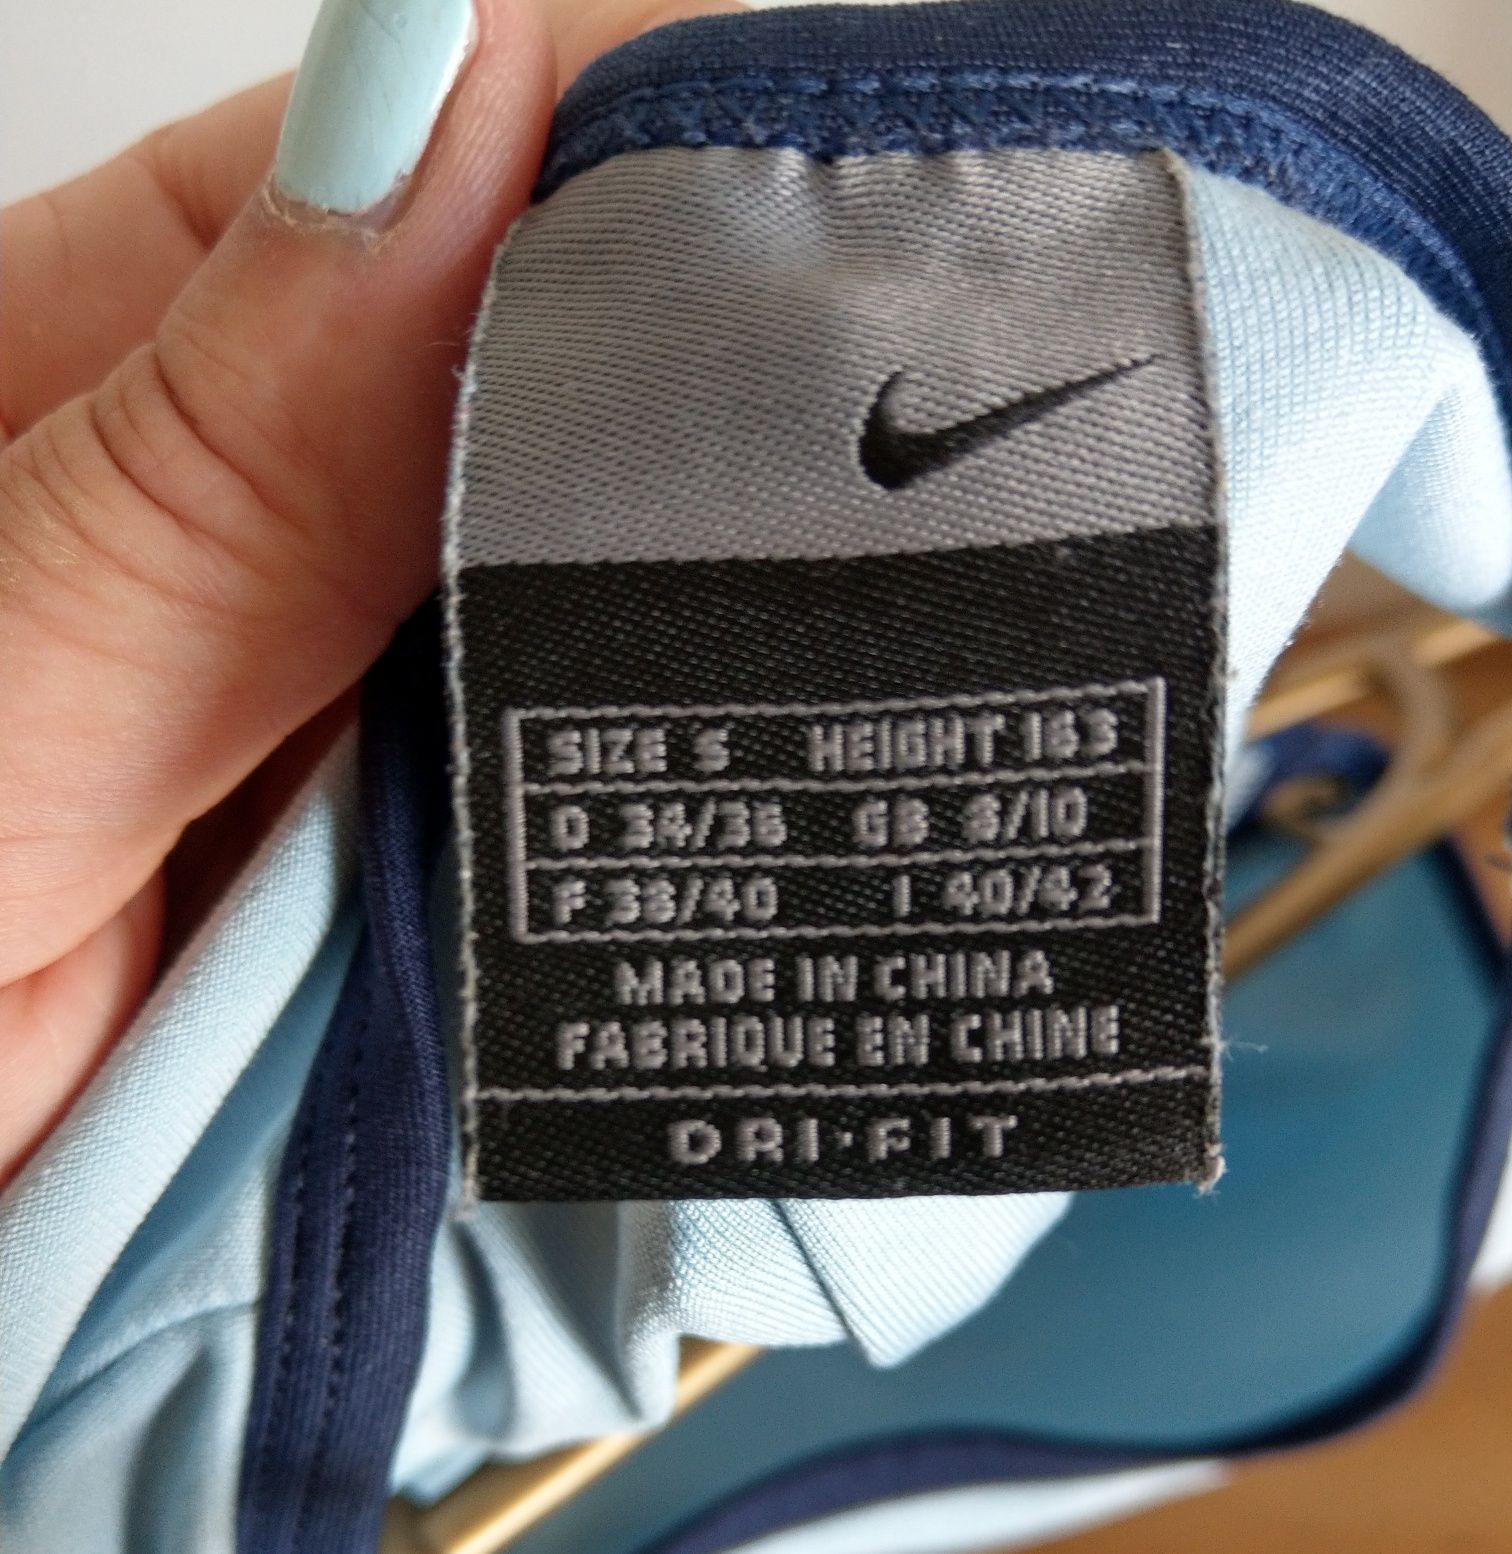 SIZE S HEIGHT 163
D 34/36 GB 8/10
F 38/40 I 40/42
MADE IN CHINA
FABRIQUE EN CHINE
DRI-FIT